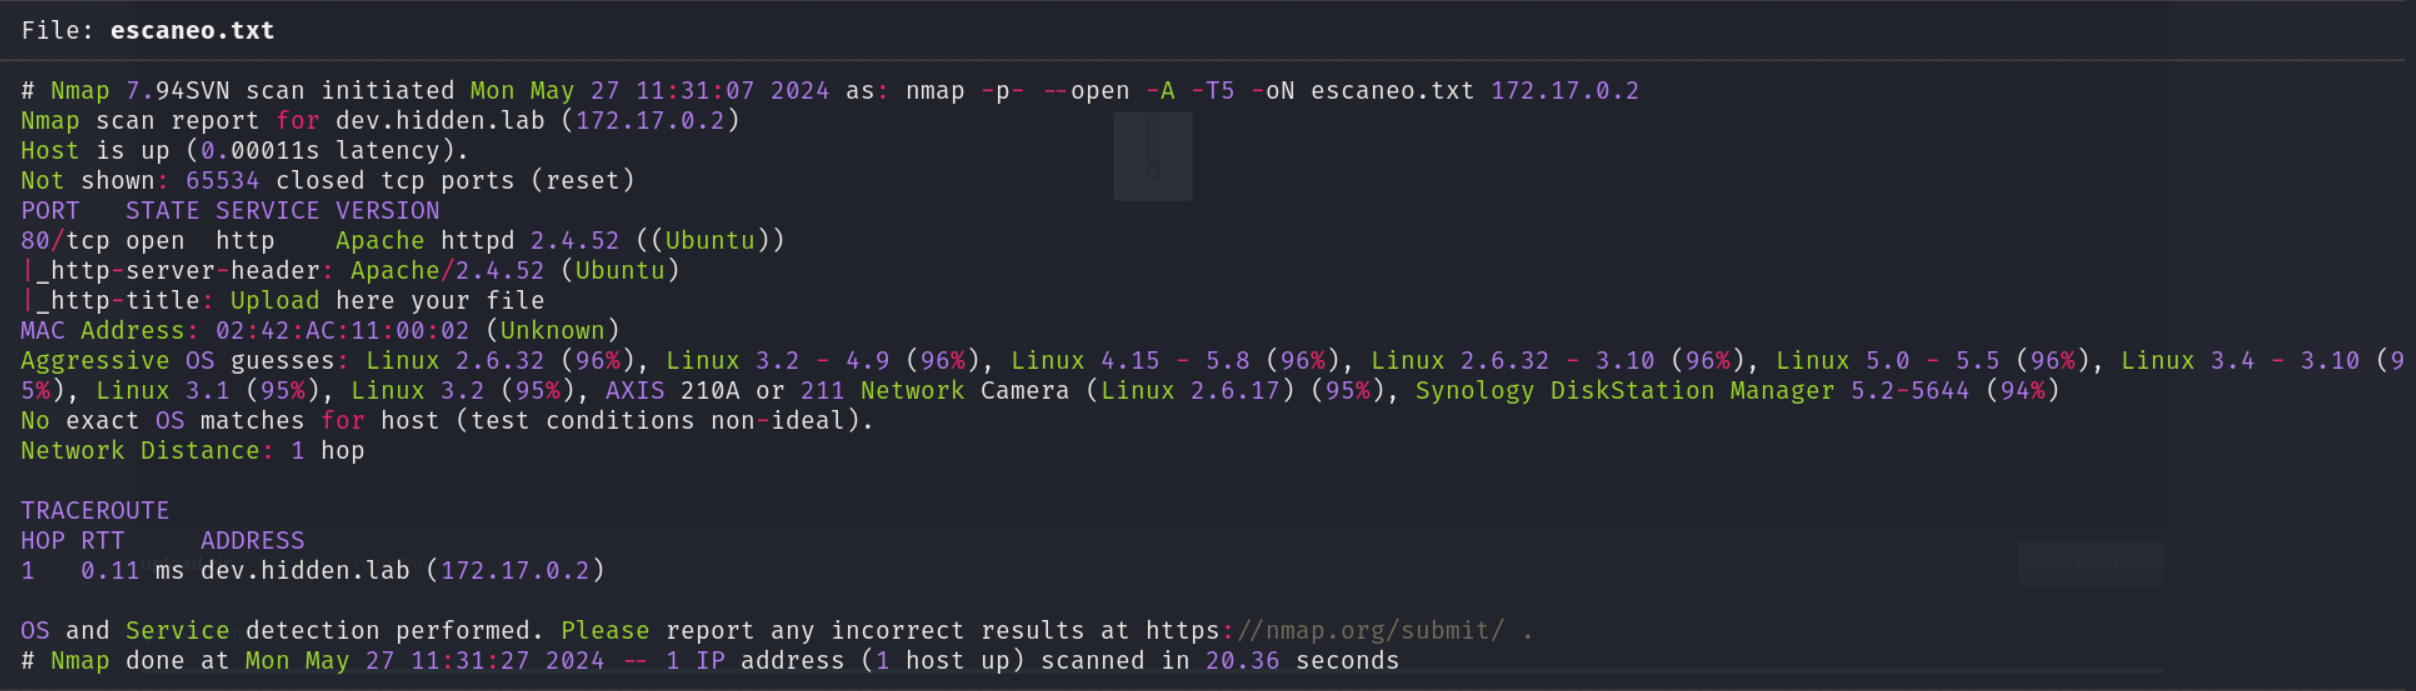 File: escaneo.txt
# Nmap 7.94SVN scan initiated Mon May 27 11:31:07 2024 as: nmap -p- --open -A -T5 -oN escaneo.txt 172.17.0.2
Nmap scan report for dev.hidden.lab (172.17.0.2)
Host is up (0.00011s latency).
Not shown: 65534 closed tcp ports (reset)
PORT   STATE SERVICE VERSION
80/tcp open  http    Apache httpd 2.4.52 ((Ubuntu))
|_http-server-header: Apache/2.4.52 (Ubuntu)
|_http-title: Upload here your file
MAC Address: 02:42:AC:11:00:02 (Unknown)
Aggressive OS guesses: Linux 2.6.32 (96%), Linux 3.2 - 4.9 (96%), Linux 4.15 - 5.8 (96%), Linux 2.6.32 - 3.10 (96%), Linux 5.0 - 5.5 (96%), Linux 3.4 - 3.10 (9
5%), Linux 3.1 (95%), Linux 3.2 (95%), AXIS 210A or 211 Network Camera (Linux 2.6.17) (95%), Synology DiskStation Manager 5.2-5644 (94%)
No exact OS matches for host (test conditions non-ideal).
Network Distance: 1 hop
TRACEROUTE
HOP RTT     ADDRESS
1   0.11 ms dev.hidden.lab (172.17.0.2)
OS and Service detection performed. Please report any incorrect results at https://nmap.org/submit/ .
# Nmap done at Mon May 27 11:31:27 2024 -- 1 IP address (1 host up) scanned in 20.36 seconds